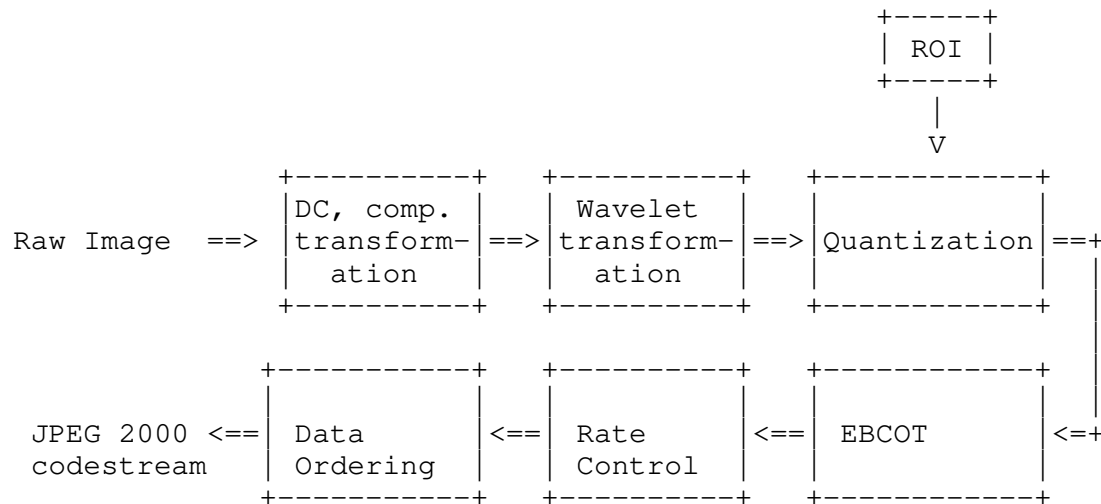 ROI
DC, comp. Wavelet
Raw Image ==> transform- ==> transform- ==> Quantization ==+
ation ation
JPEG 2000 <== Data <== Rate <== EBCOT <=+
codestream Ordering Control